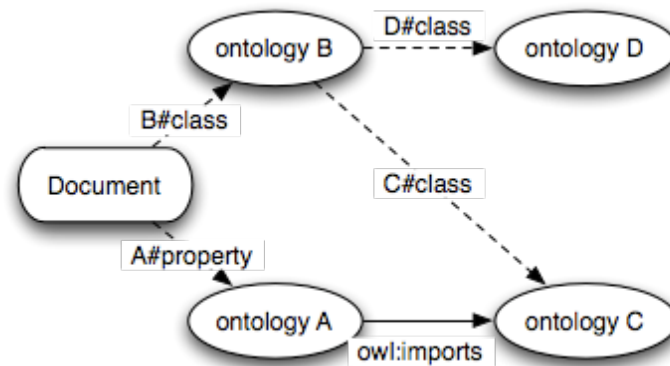 D#class
ontology B
ontology D
B#class
Document
C#class
A#property
ontology A
ontology C
owl:imports